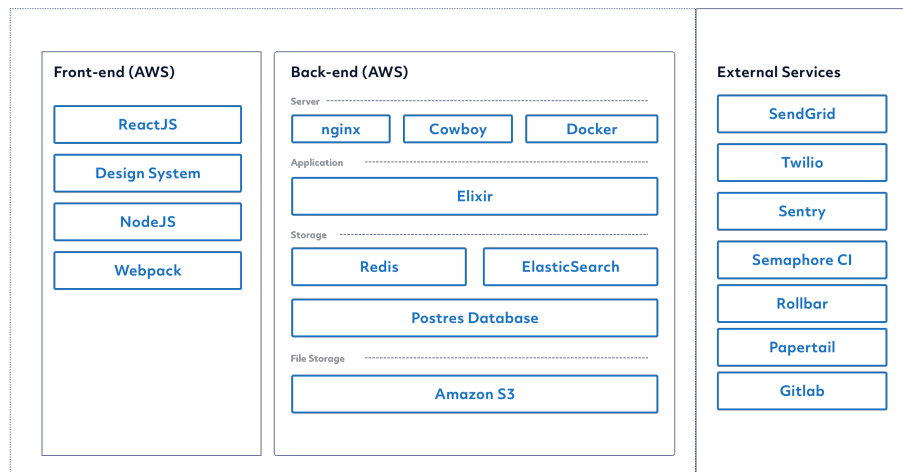 Front-end (AWS)
ReactJS
Design System
NodeJS
Webpack
Back-end (AWS)
Server
nginx
Cowboy
Docker
Application
Elixir
Storage
Redis
ElasticSearch
Postres Database
File Storage
Amazon S3
External Services
SendGrid
Twilio
Sentry
Semaphore CI
Rollbar
Papertail
Gitlab